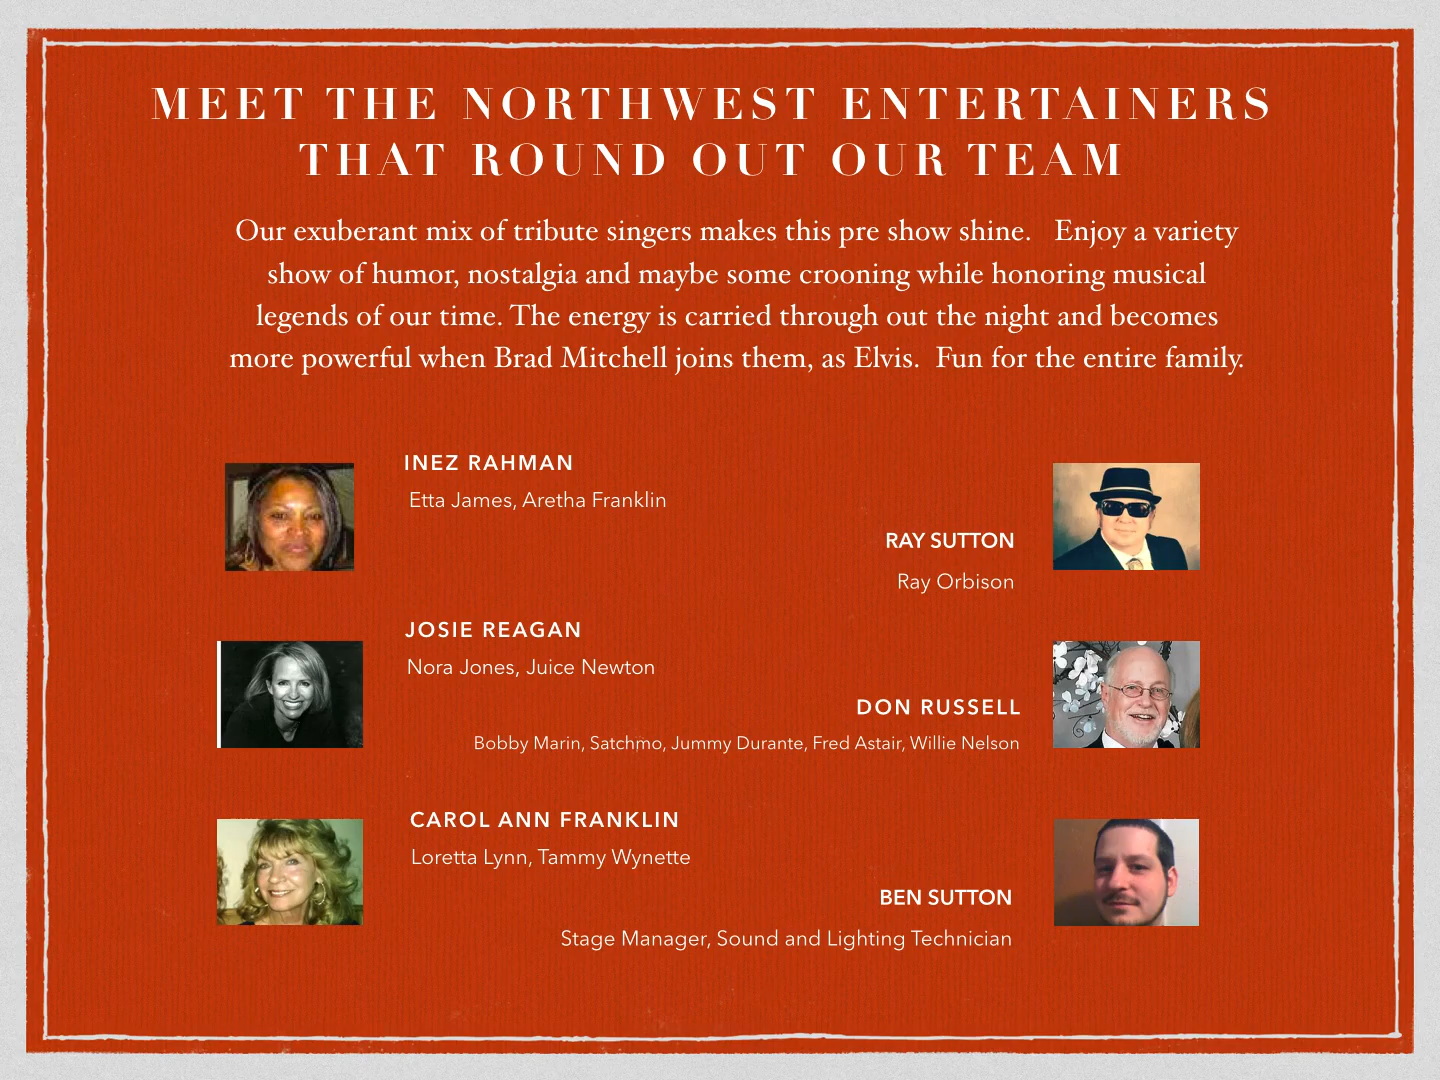 MEET THE NORTHWEST ENTERTAINERS
THAT ROUND OUT OUR TEAM
Our exuberant mix of tribute singers makes this pre show shine.   Enjoy a variety
show of humor, nostalgia and maybe some crooning while honoring musical
legends of our time. The energy is carried through out the night and becomes
more powerful when Brad Mitchell joins them, as Elvis.  Fun for the entire family.
INEZ RAHMAN
Etta James, Aretha Franklin
RAY SUTTON
Ray Orbison
JOSIE REAGAN
Nora Jones, Juice Newton
DON RUSSELL
Bobby Marin, Satchmo, Jummy Durante, Fred Astair, Willie Nelson
CAROL ANN FRANKLIN
Loretta Lynn, Tammy Wynette
BEN SUTTON
Stage Manager, Sound and Lighting Technician